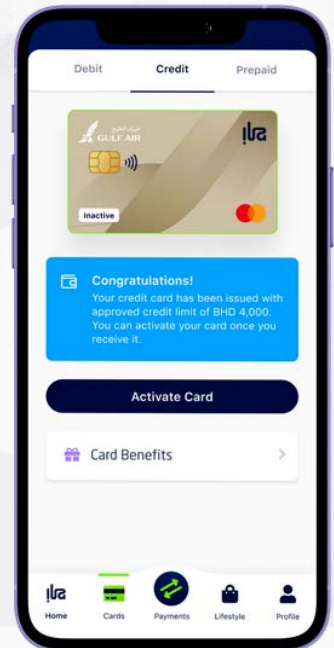 Debit Credit Prepaid
طيران الخليج
GULF AIR
ila
Inactive
Congratulations!
Your credit card has been issued with
approved credit limit of BHD 4,000.
You can activate your card once you
receive it.
Activate Card
Card Benefits
ila
Home Cards Payments Lifestyle Profile